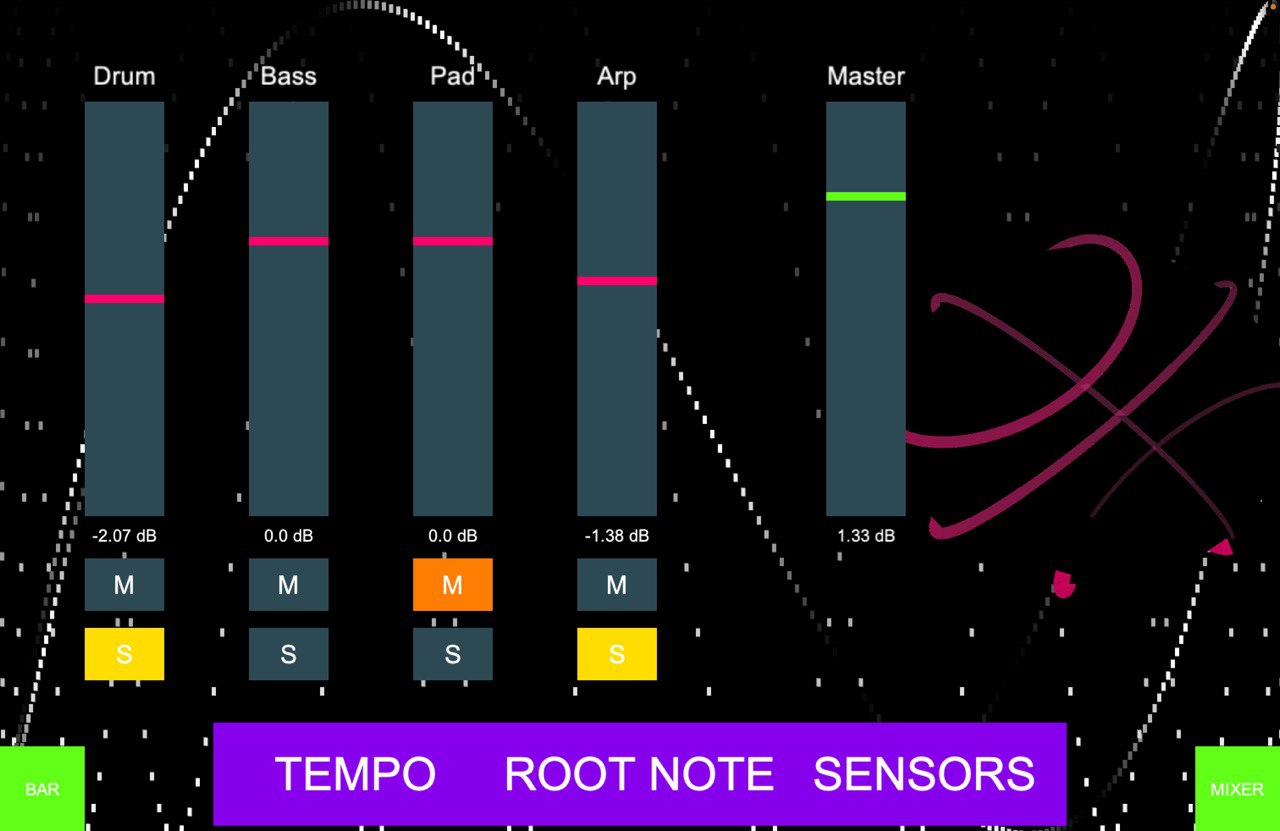 Drum Bass Pad Arp Master
-2.07 dB 0.0 dB 0.0 dB -1.38 dB 1.33 dB
M M M M
S S S S
TEMPO ROOT NOTE SENSORS
BAR MIXER